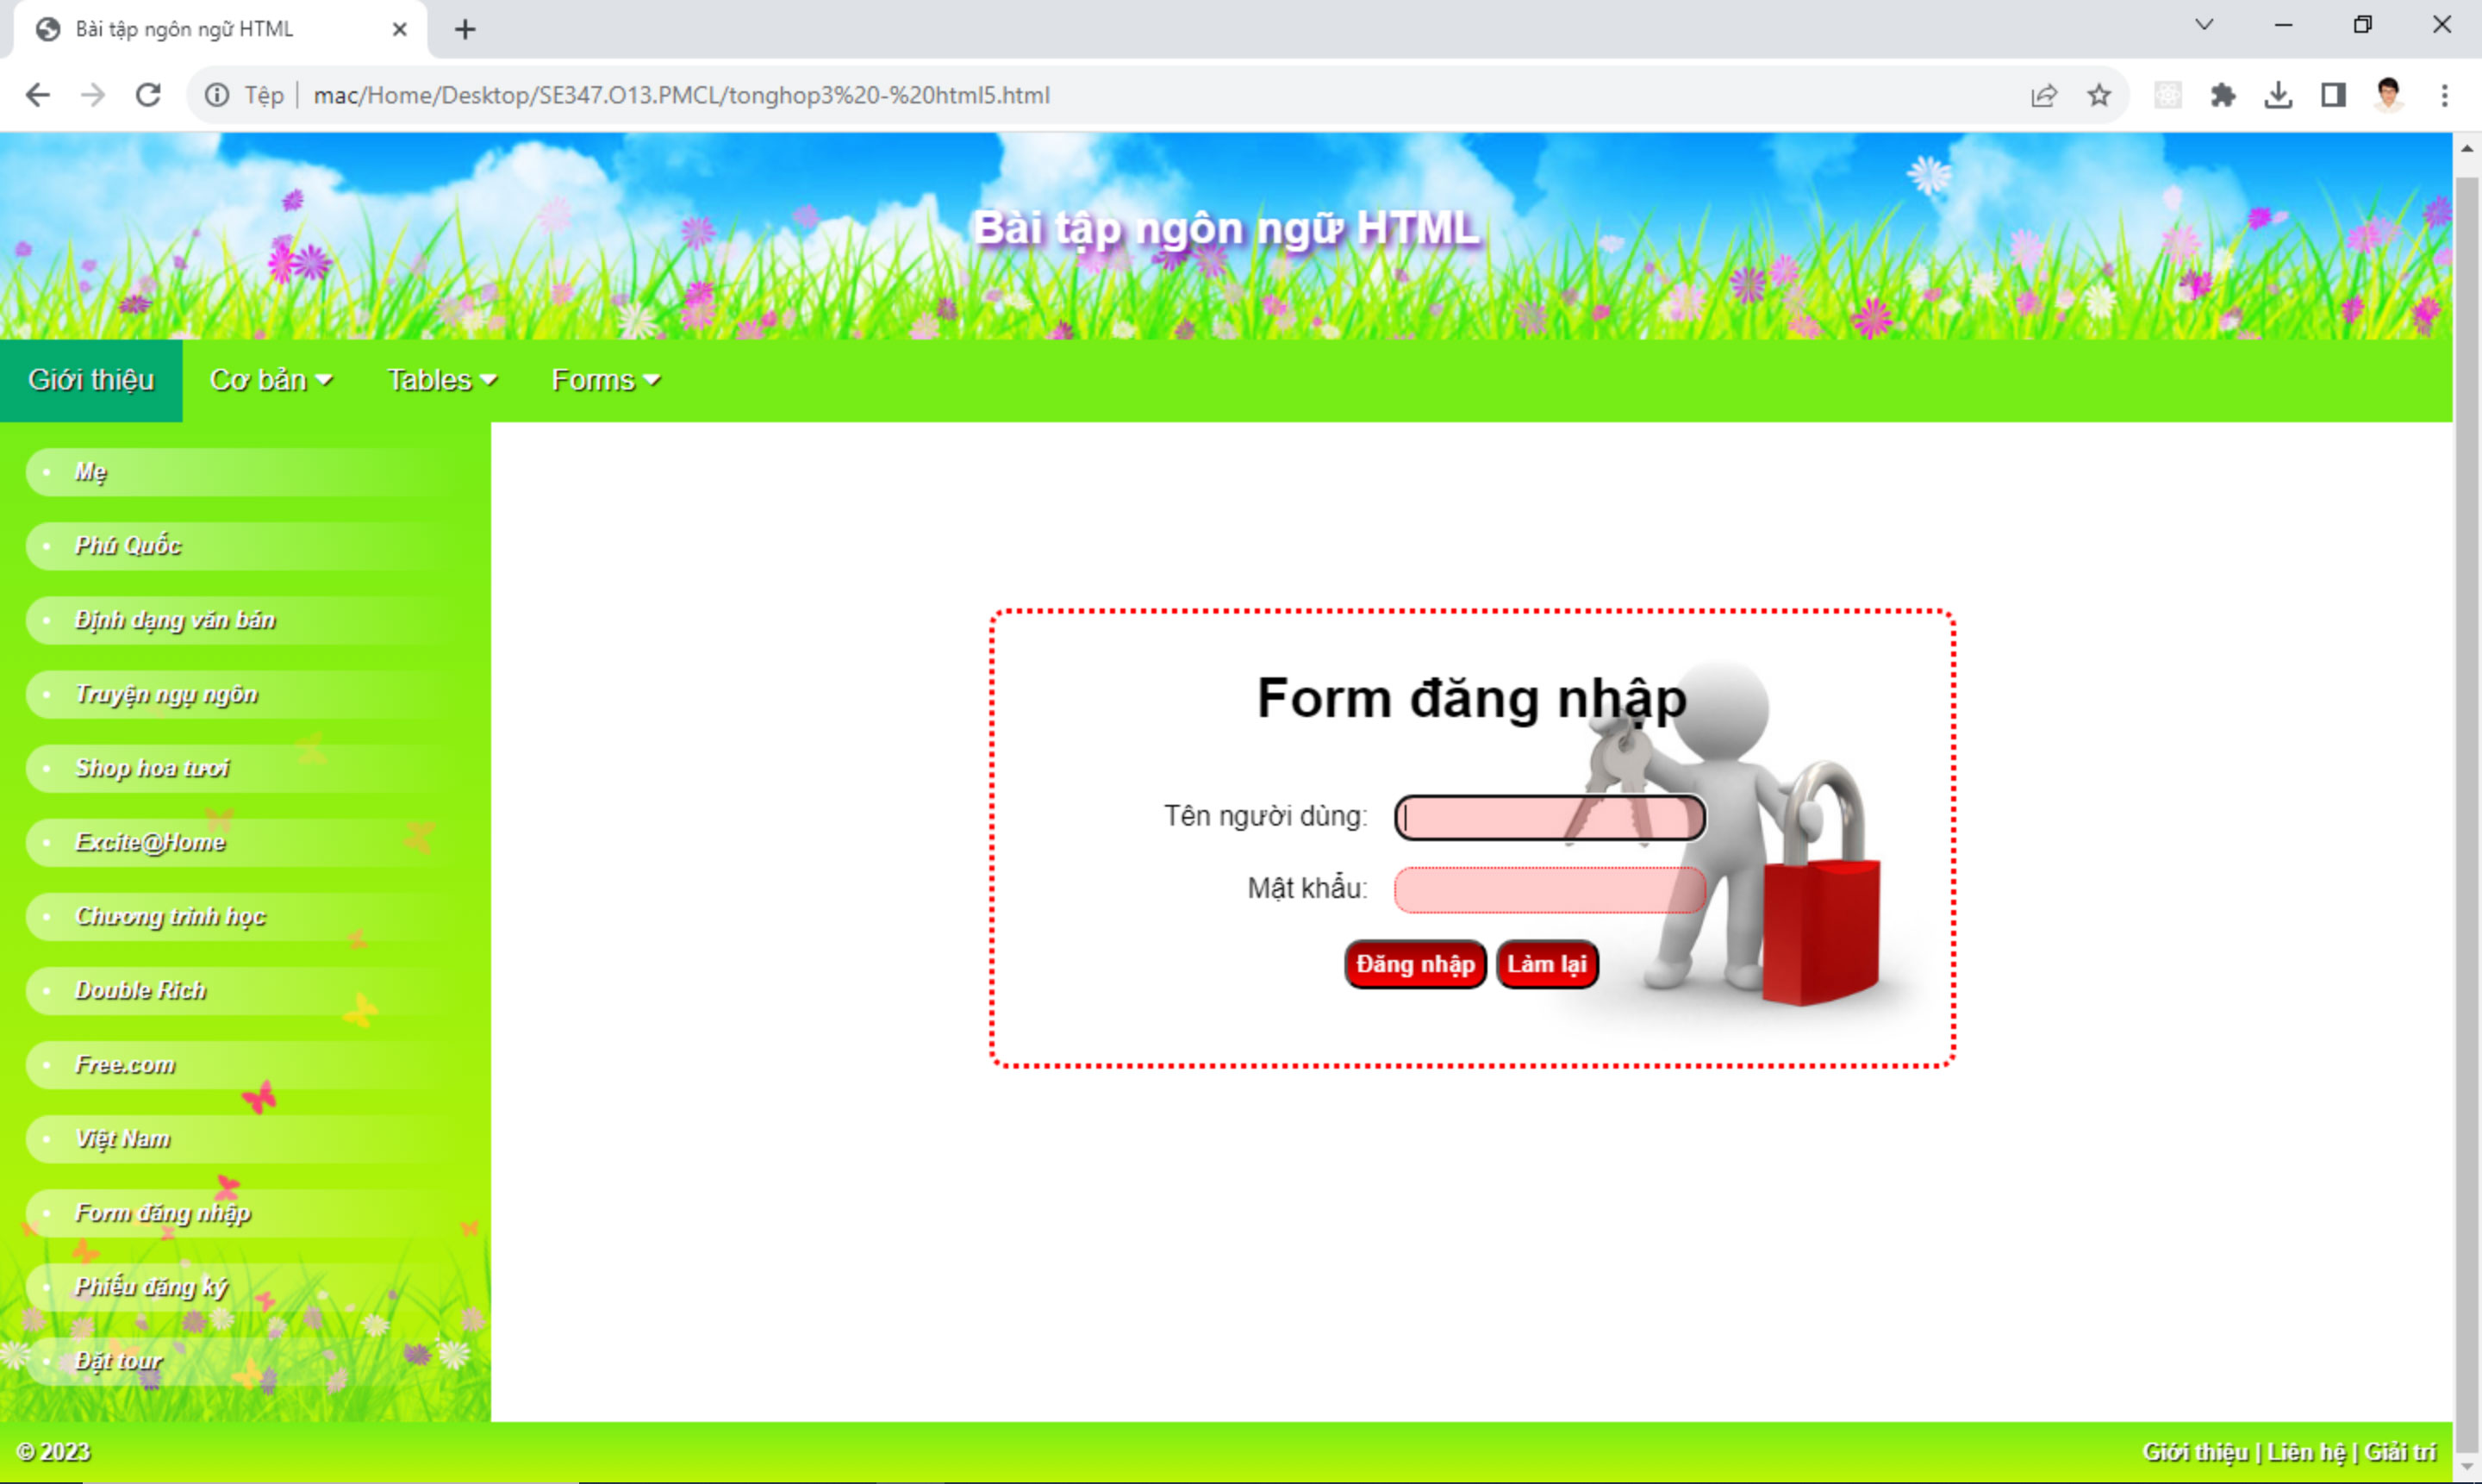 Bài tập ngôn ngữ HTML
Tệp | mac/Home/Desktop/SE347.O13.PMCL/tonghop3%20-%20html5.html
Bài tập ngôn ngữ HTML
Giới thiệu Cơ bản Tables Forms
Mẹ
Phú Quốc
Định dạng văn bản
Truyện ngụ ngôn
Shop hoa tươi
Excite@Home
Chương trình học
Double Rich
Free.com
Việt Nam
Form đăng nhập
Phiếu đăng ký
Đặt tour
Form đăng nhập
Tên người dùng:
Mật khẩu:
Đăng nhập Làm lại
© 2023
Giới thiệu | Liên hệ | Giải trí